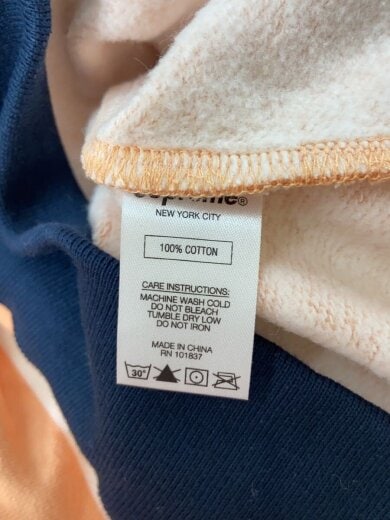 Supreme®
NEW YORK CITY
100% COTTON
CARE INSTRUCTIONS:
MACHINE WASH COLD
DO NOT BLEACH
TUMBLE DRY LOW
DO NOT IRON
MADE IN CHINA
RN 101837
30°